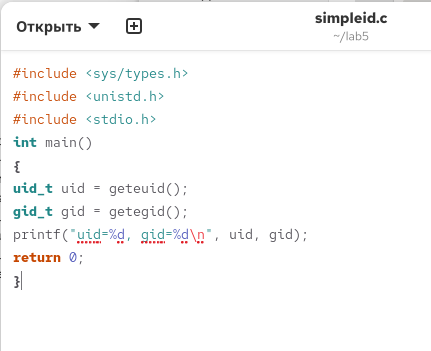 Открыть
simpleid.c
~/lab5
#include <sys/types.h>
#include <unistd.h>
#include <stdio.h>
int main()
{
uid_t uid = geteuid();
gid_t gid = getegid();
printf("uid=%d, gid=%d\n", uid, gid);
return 0;
}